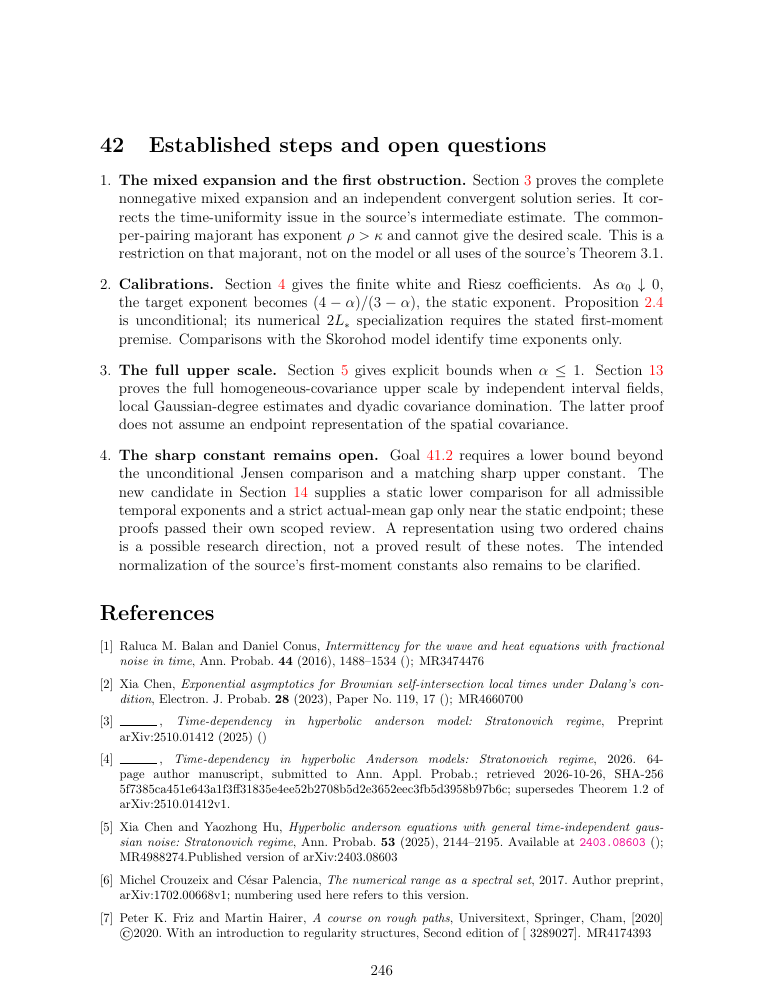 42 Established steps and open questions
1. The mixed expansion and the first obstruction. Section 3 proves the complete
nonnegative mixed expansion and an independent convergent solution series. It cor-
rects the time-uniformity issue in the source's intermediate estimate. The common-
per-pairing majorant has exponent ρ > κ and cannot give the desired scale. This is a
restriction on that majorant, not on the model or all uses of the source's Theorem 3.1.
2. Calibrations. Section 4 gives the finite white and Riesz coefficients. As α₀ ↓ 0,
the target exponent becomes (4 − α)/(3 − α), the static exponent. Proposition 2.4
is unconditional; its numerical 2L∗ specialization requires the stated first-moment
premise. Comparisons with the Skorohod model identify time exponents only.
3. The full upper scale. Section 5 gives explicit bounds when α ≤ 1. Section 13
proves the full homogeneous-covariance upper scale by independent interval fields,
local Gaussian-degree estimates and dyadic covariance domination. The latter proof
does not assume an endpoint representation of the spatial covariance.
4. The sharp constant remains open. Goal 41.2 requires a lower bound beyond
the unconditional Jensen comparison and a matching sharp upper constant. The
new candidate in Section 14 supplies a static lower comparison for all admissible
temporal exponents and a strict actual-mean gap only near the static endpoint; these
proofs passed their own scoped review. A representation using two ordered chains
is a possible research direction, not a proved result of these notes. The intended
normalization of the source's first-moment constants also remains to be clarified.
References
[1] Raluca M. Balan and Daniel Conus, Intermittency for the wave and heat equations with fractional
noise in time, Ann. Probab. 44 (2016), 1488–1534 (); MR3474476
[2] Xia Chen, Exponential asymptotics for Brownian self-intersection local times under Dalang's con-
dition, Electron. J. Probab. 28 (2023), Paper No. 119, 17 (); MR4660700
[3] _____, Time-dependency in hyperbolic anderson model: Stratonovich regime, Preprint
arXiv:2510.01412 (2025) ()
[4] _____, Time-dependency in hyperbolic Anderson models: Stratonovich regime, 2026. 64-
page author manuscript, submitted to Ann. Appl. Probab.; retrieved 2026-10-26, SHA-256
5f7385ca451e643a1f3ff31835e4ee52b2708b5d2e3652eec3fb5d3958b97b6c; supersedes Theorem 1.2 of
arXiv:2510.01412v1.
[5] Xia Chen and Yaozhong Hu, Hyperbolic anderson equations with general time-independent gaus-
sian noise: Stratonovich regime, Ann. Probab. 53 (2025), 2144–2195. Available at 2403.08603 ();
MR4988274.Published version of arXiv:2403.08603
[6] Michel Crouzeix and César Palencia, The numerical range as a spectral set, 2017. Author preprint,
arXiv:1702.00668v1; numbering used here refers to this version.
[7] Peter K. Friz and Martin Hairer, A course on rough paths, Universitext, Springer, Cham, [2020]
©2020. With an introduction to regularity structures, Second edition of [ 3289027]. MR4174393
246